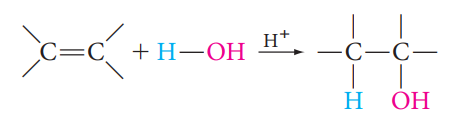 C=C + H—OH H⁺ → —C—C—
H OH